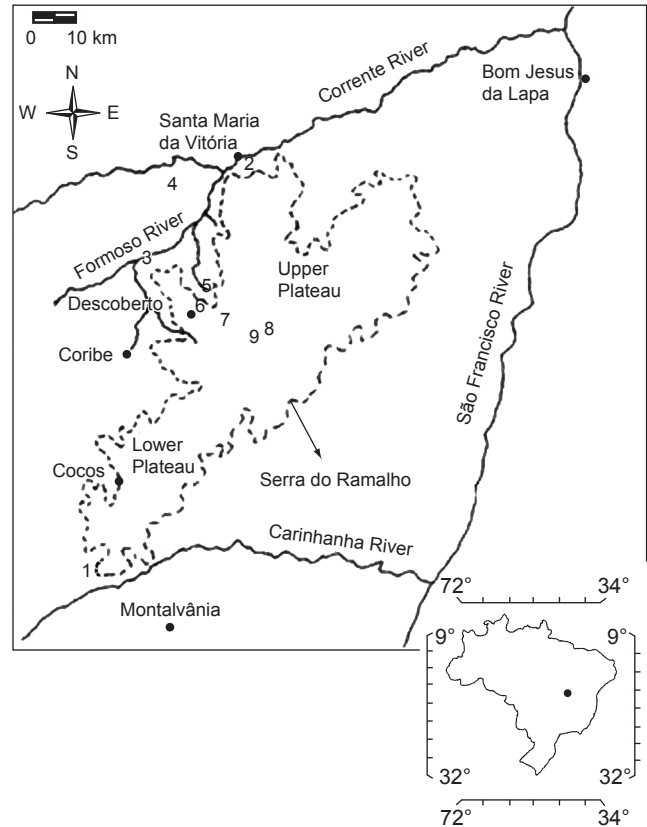 0 10 km
N
W E
S
Corrente River
Bom Jesus
da Lapa
Santa Maria
da Vitória
2
4
Formoso River
3
Upper
Plateau
5
Descoberto
6
7
8
9
São Francisco River
Coribe
Lower
Plateau
Cocos
Serra do Ramalho
Carinhanha River
1
Montalvânia
72° 34°
9° 9°
32° 32°
72° 34°